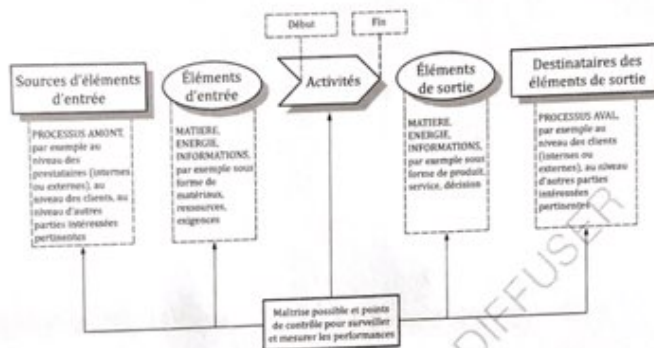 Début
Fin
Sources d'éléments
d'entrée
Éléments
d'entrée
Activités
Éléments
de sortie
Destinataires des
éléments de sortie
PROCESSUS AMONT,
par exemple au
niveau des
prestataires (internes
ou externes), au
niveau des clients, au
niveau d'autres
parties intéressées
pertinentes
MATIERE,
ENERGIE,
INFORMATIONS,
par exemple sous
forme de
matériaux,
ressources,
exigences
MATIERE,
ENERGIE,
INFORMATIONS,
par exemple sous
forme de produit,
service, décision
PROCESSUS AVAL,
par exemple au
niveau des clients
(internes ou
externes), au niveau
d'autres parties
intéressées
pertinentes
Maîtrise possible et points
de contrôle pour surveiller
et mesurer les performances
DIFFUSER